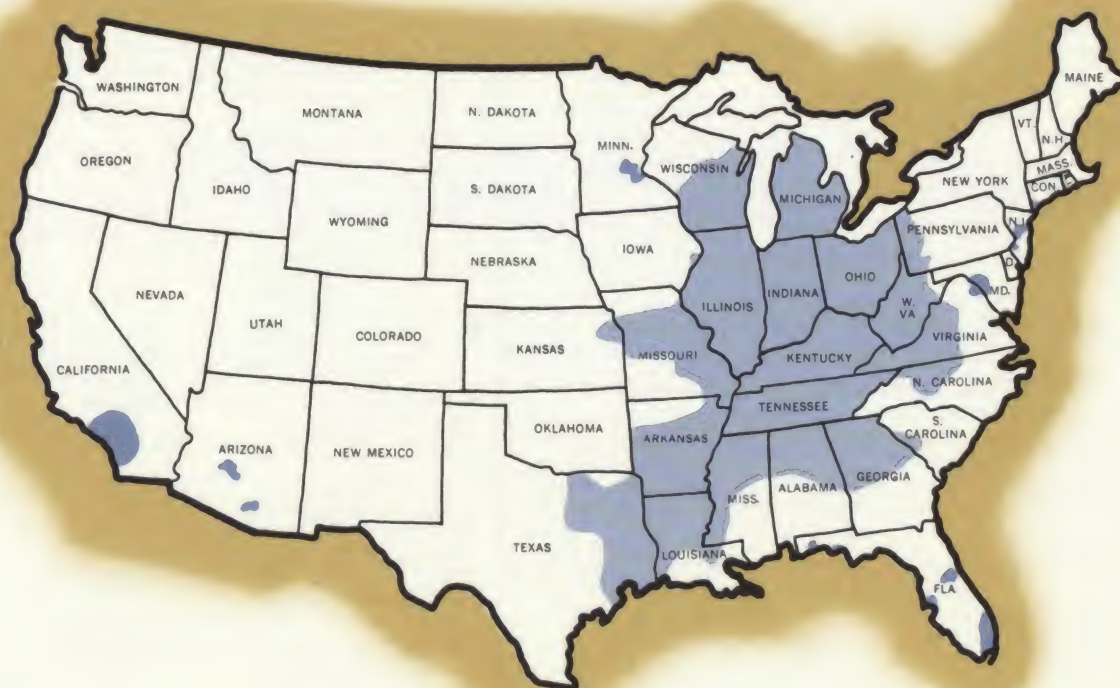 WASHINGTON
MONTANA
N. DAKOTA
MINN.
MAINE
VT.
N.H.
OREGON
IDAHO
S. DAKOTA
WISCONSIN
MICHIGAN
NEW YORK
MASS.
CON.
WYOMING
IOWA
PENNSYLVANIA
N.J.
NEVADA
UTAH
NEBRASKA
ILLINOIS
INDIANA
OHIO
W.
VA
D.
MD.
CALIFORNIA
COLORADO
KANSAS
MISSOURI
KENTUCKY
VIRGINIA
N. CAROLINA
ARIZONA
NEW MEXICO
OKLAHOMA
ARKANSAS
TENNESSEE
S.
CAROLINA
TEXAS
LOUISIANA
MISS.
ALABAMA
GEORGIA
FLA.